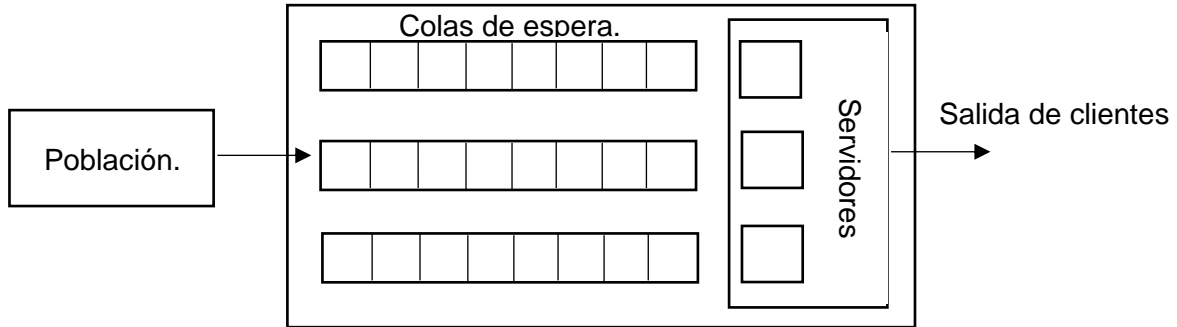 Colas de espera.
Población.
Servidores
Salida de clientes